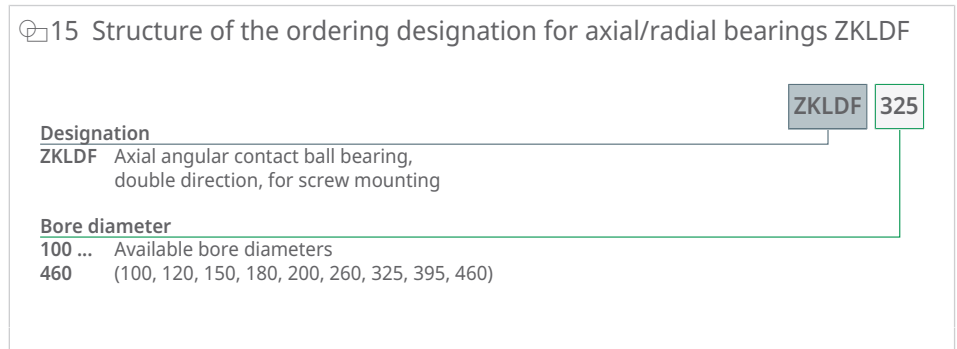 15 Structure of the ordering designation for axial/radial bearings ZKLDF
ZKLDF 325
Designation
ZKLDF Axial angular contact ball bearing,
double direction, for screw mounting
Bore diameter
100 ... Available bore diameters
460 (100, 120, 150, 180, 200, 260, 325, 395, 460)